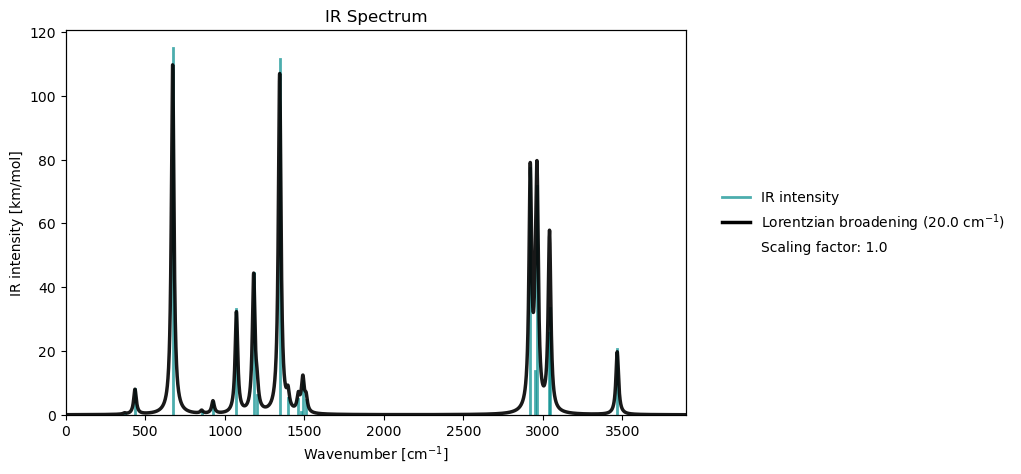 IR Spectrum
120
100
80
60
40
20
0
IR intensity [km/mol]
0 500 1000 1500 2000 2500 3000 3500
Wavenumber [cm⁻¹]
IR intensity
Lorentzian broadening (20.0 cm⁻¹)
Scaling factor: 1.0